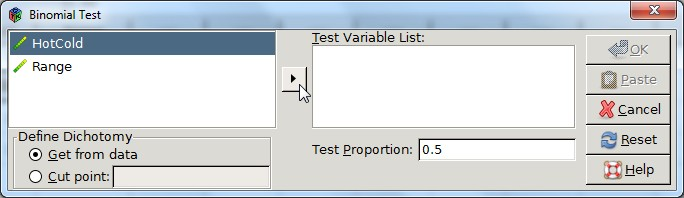 Binomial Test
HotCold
Range
Test Variable List:
Define Dichotomy
Get from data
Cut point:
Test Proportion: 0.5
OK
Paste
Cancel
Reset
Help